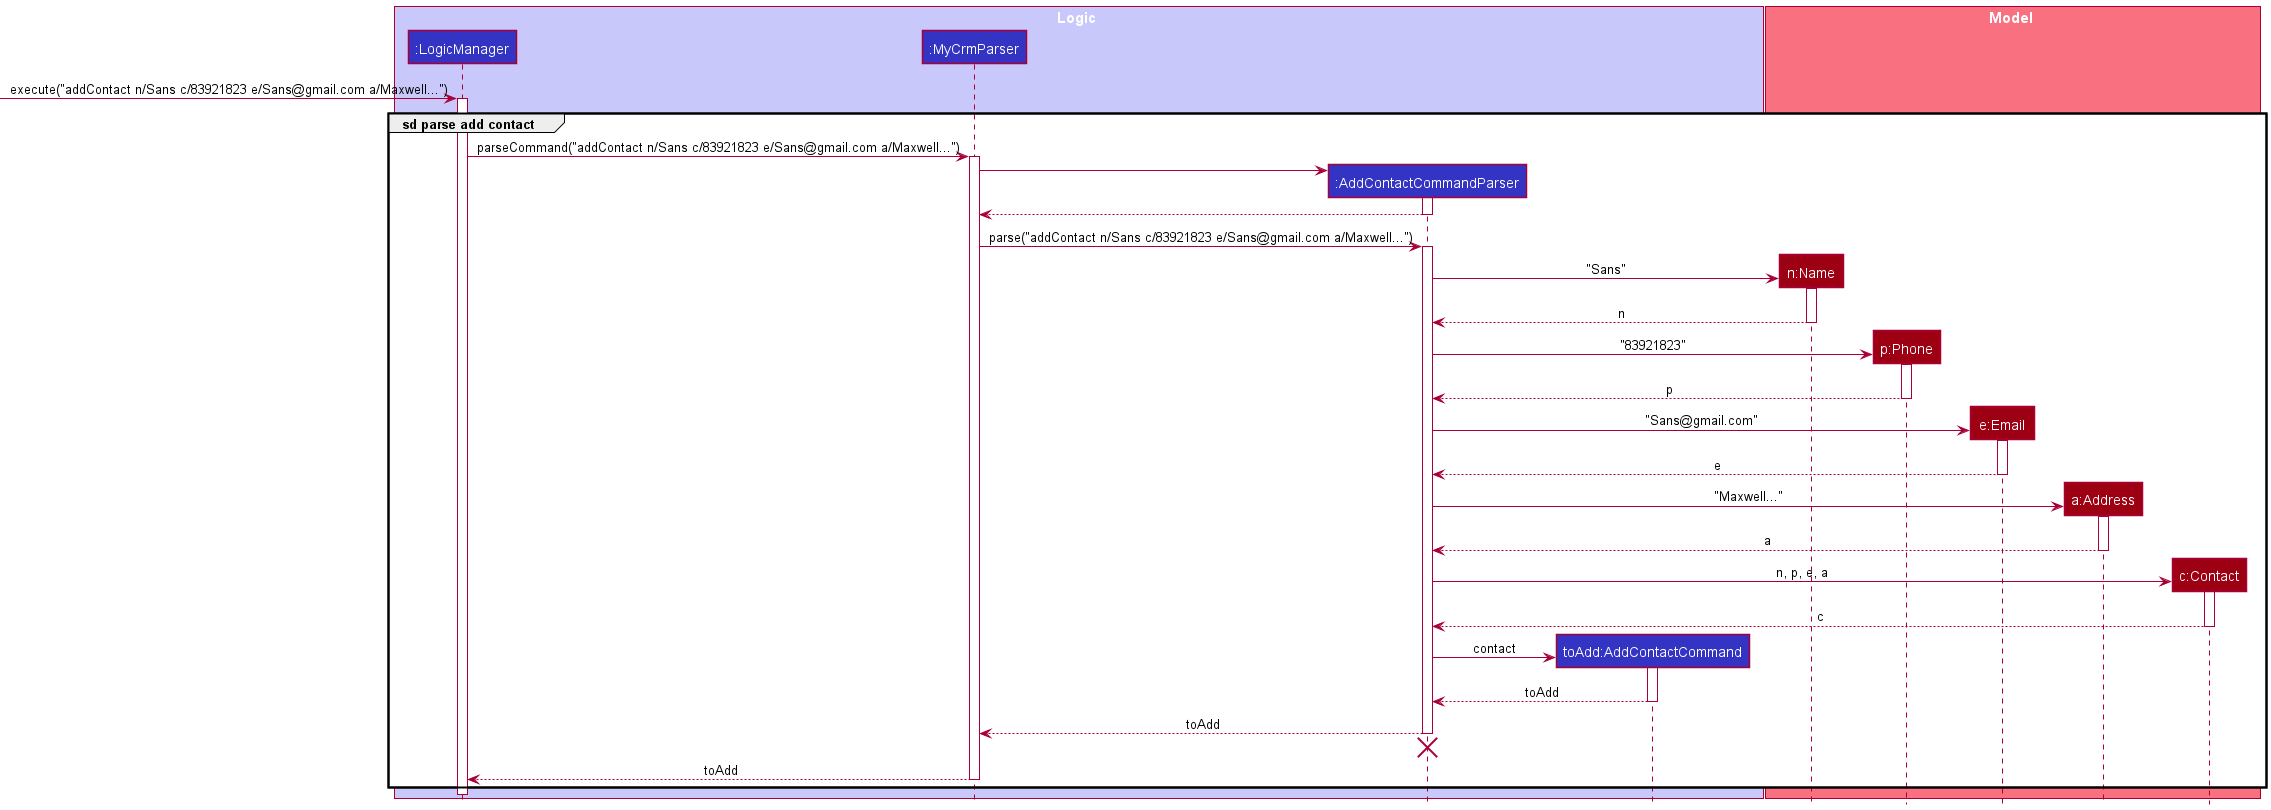 Logic
Model
:LogicManager
:MyCrmParser
execute("addContact n/Sans c/83921823 e/Sans@gmail.com a/Maxwell...")
sd parse add contact
parseCommand("addContact n/Sans c/83921823 e/Sans@gmail.com a/Maxwell...")
:AddContactCommandParser
parse("addContact n/Sans c/83921823 e/Sans@gmail.com a/Maxwell...")
"Sans"
n:Name
n
"83921823"
p:Phone
p
"Sans@gmail.com"
e:Email
e
"Maxwell..."
a:Address
a
n, p, e, a
c:Contact
c
contact
toAdd:AddContactCommand
toAdd
toAdd
toAdd